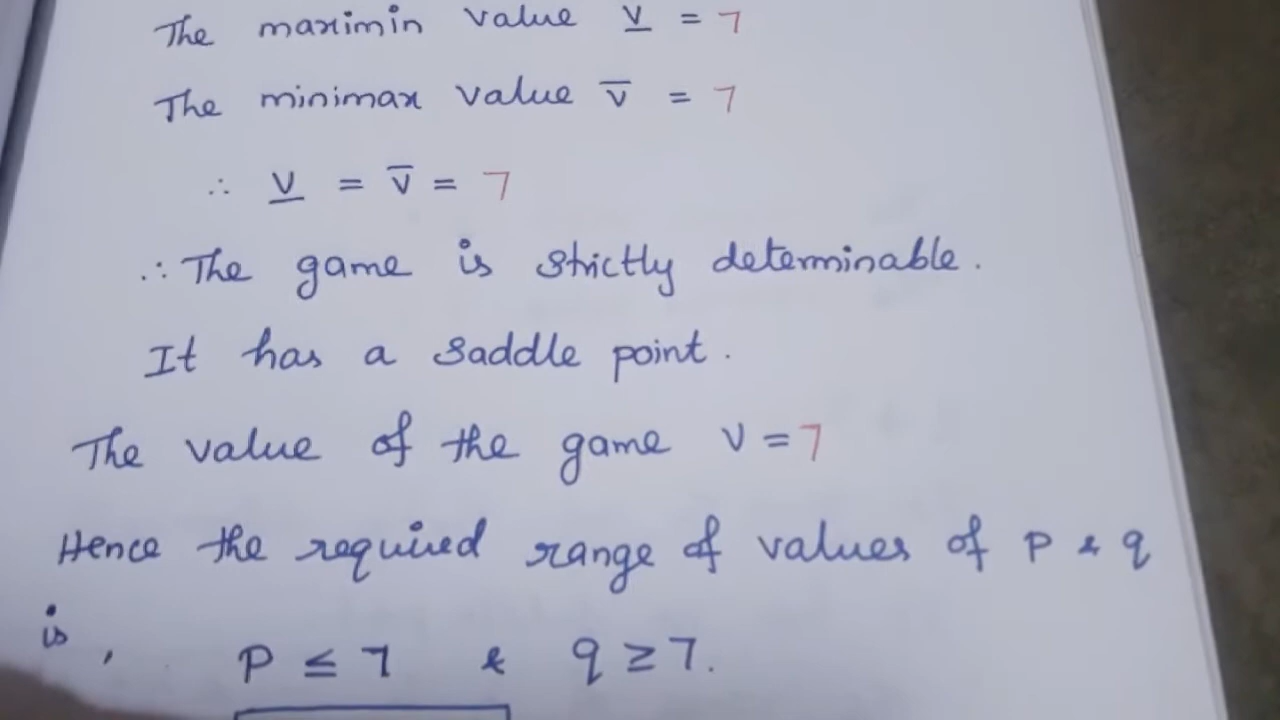 The maximin value v̲ = 7
The minimax value v̅ = 7
∴ v̲ = v̅ = 7
∴ The game is strictly determinable.
It has a saddle point.
The value of the game v = 7
Hence the required range of values of p & q
is,
P ≤ 7 & q ≥ 7.